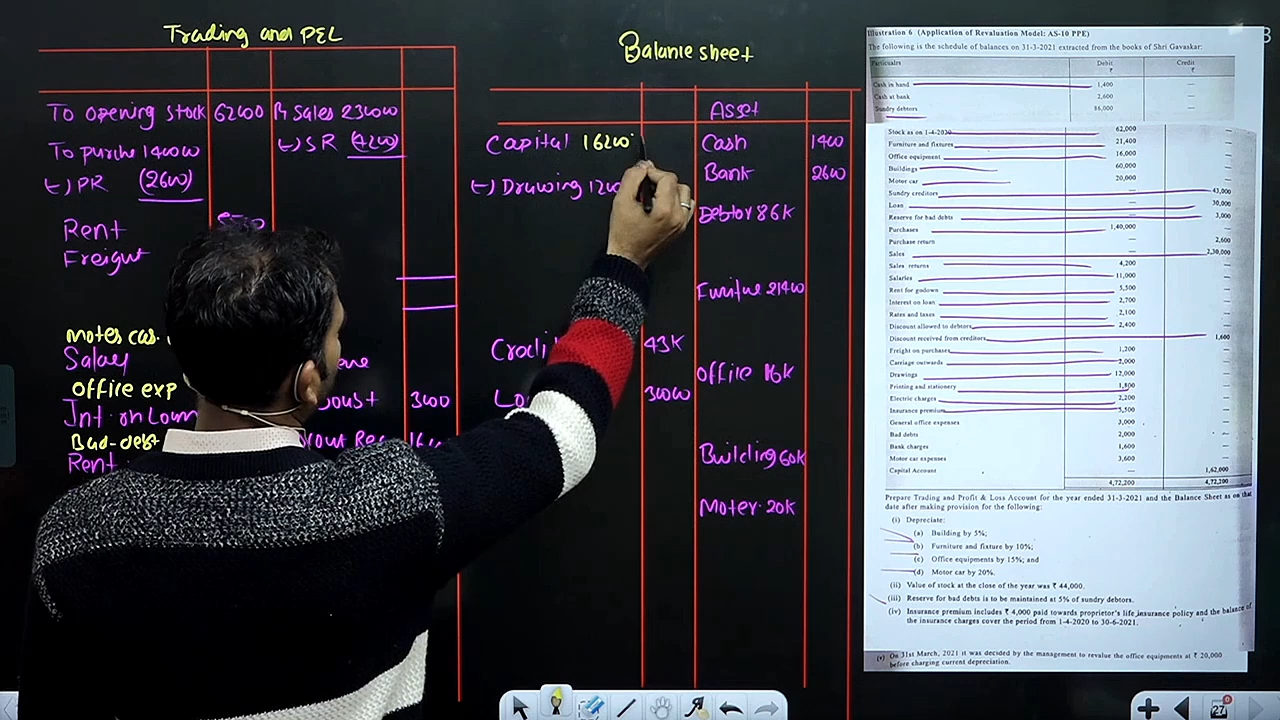 Trading and P&L
To opening stock 62000 By Sales 230000
To purche 140000 (-) SR (4200)
(-) PR (2600)
Rent
Freight
Motes car.
Salary
Office exp
Int. on Loan
3000
Bad-debt
Rent
Balance sheet
Asset
Capital 16200 Cash 1400
(-) Drawing Bank 2600
Debtor 86K
Furnitue 21400
43K
Office 16K
30000
Building 60K
Moter 20K
Illustration 6 (Application of Revaluation Model: AS-10 PPE)
The following is the schedule of balances on 31-3-2021 extracted from the books of Shri Gavaskar:
Particulars Debit Credit
₹ ₹
Cash in hand 1,400 —
Cash at bank 2,600 —
Sundry debtors 86,000 —
Stock as on 1-4-2020 62,000 —
Furniture and fixtures 21,400 —
Office equipment 16,000 —
Buildings 60,000 —
Motor car 20,000 —
Sundry creditors — 43,000
Loan — 30,000
Reserve for bad debts — 3,000
Purchases 1,40,000 —
Purchase return — 2,600
Sales — 2,30,000
Sales returns 4,200 —
Salaries 11,000 —
Rent for godown 5,500 —
Interest on loan 2,700 —
Rates and taxes 2,100 —
Discount allowed to debtors 2,400 —
Discount received from creditors — 1,600
Freight on purchases 1,200 —
Carriage outwards 2,000 —
Drawings 12,000 —
Printing and stationery 1,800 —
Electric charges 2,200 —
Insurance premium 5,500 —
General office expenses 3,000 —
Bad debts 2,000 —
Bank charges 1,600 —
Motor car expenses 3,600 —
Capital Account — 1,62,000
4,72,200 4,72,200
Prepare Trading and Profit & Loss Account for the year ended 31-3-2021 and the Balance Sheet as on that
date after making provision for the following:
(i) Depreciate:
(a) Building by 5%;
(b) Furniture and fixture by 10%;
(c) Office equipments by 15%; and
(d) Motor car by 20%.
(ii) Value of stock at the close of the year was ₹ 44,000.
(iii) Reserve for bad debts is to be maintained at 5% of sundry debtors.
(iv) Insurance premium includes ₹ 4,000 paid towards proprietor's life insurance policy and the balance of
the insurance charges cover the period from 1-4-2020 to 30-6-2021.
(v) On 31st March, 2021 it was decided by the management to revalue the office equipments at ₹ 20,000
before charging current depreciation.
27